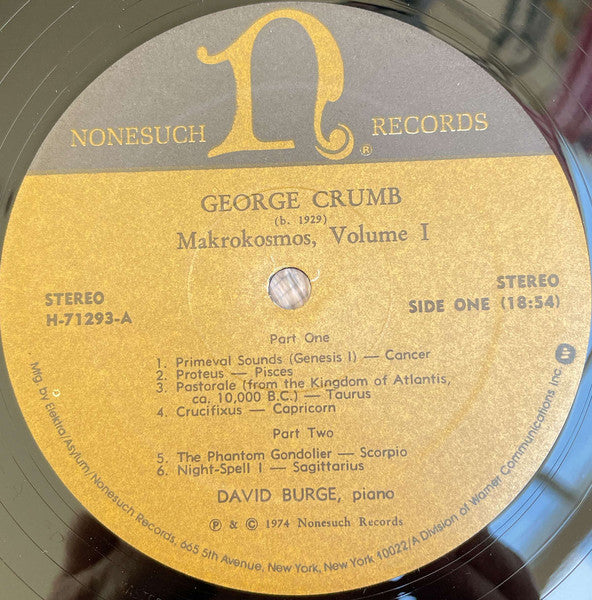 n
®
NONESUCH RECORDS
GEORGE CRUMB
(b. 1929)
Makrokosmos, Volume I
STEREO
H-71293-A
STEREO
SIDE ONE (18:54)
Part One
1. Primeval Sounds (Genesis I) — Cancer
2. Proteus — Pisces
3. Pastorale (from the Kingdom of Atlantis,
ca. 10,000 B.C.) — Taurus
4. Crucifixus — Capricorn
Part Two
5. The Phantom Gondolier — Scorpio
6. Night-Spell I — Sagittarius
DAVID BURGE, piano
Ⓟ & © 1974 Nonesuch Records
Mfg. by Elektra/Asylum/Nonesuch Records, 665 5th Avenue, New York, New York 10022/A Division of Warner Communications Inc.